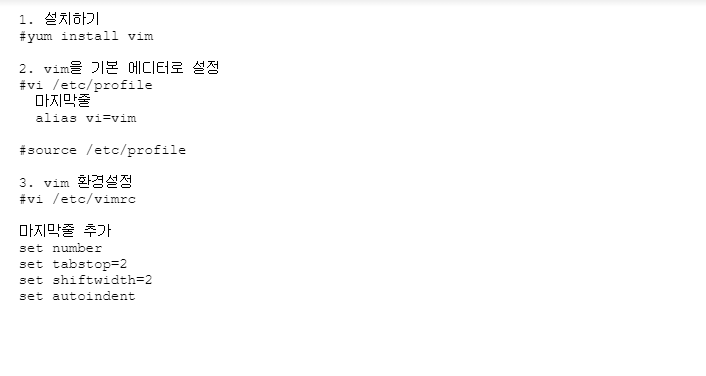 1. 설치하기
#yum install vim
2. vim을 기본 에디터로 설정
#vi /etc/profile
마지막줄
alias vi=vim
#source /etc/profile
3. vim 환경설정
#vi /etc/vimrc
마지막줄 추가
set number
set tabstop=2
set shiftwidth=2
set autoindent